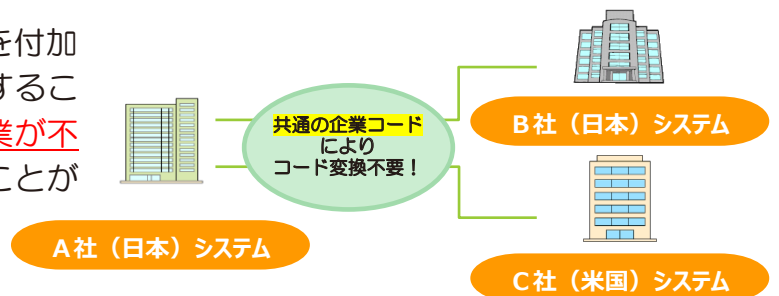 を付加
するこ
業が不
ことが
共通の企業コード
により
コード変換不要！
A社（日本）システム
B社（日本）システム
C社（米国）システム